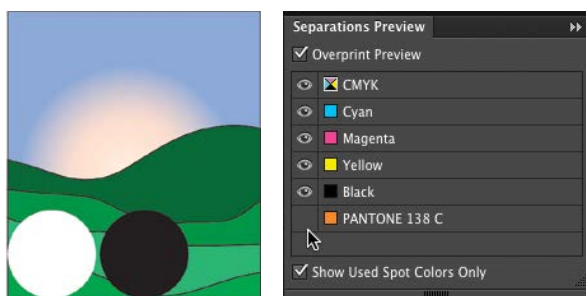 Separations Preview
Overprint Preview
CMYK
Cyan
Magenta
Yellow
Black
PANTONE 138 C
Show Used Spot Colors Only